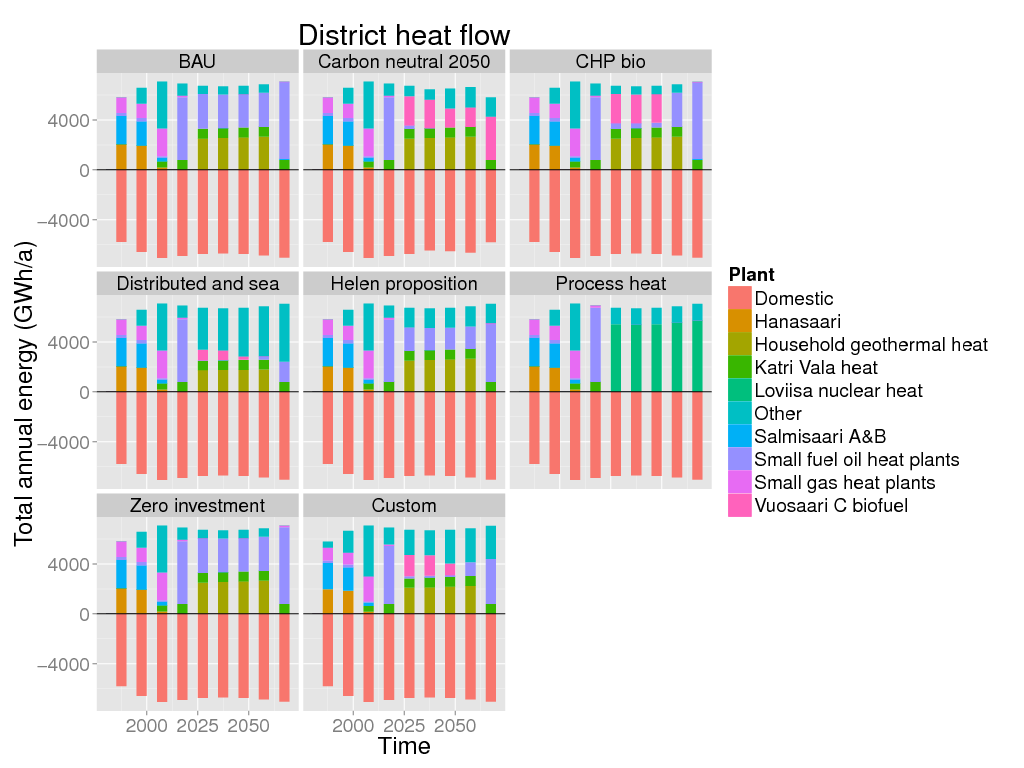 District heat flow
BAU
Carbon neutral 2050
CHP bio
4000
0
−4000
Distributed and sea
Helen proposition
Process heat
4000
0
−4000
Zero investment
Custom
4000
0
−4000
2000 2025 2050
2000 2025 2050
Time
Total annual energy (GWh/a)
Plant
Domestic
Hanasaari
Household geothermal heat
Katri Vala heat
Loviisa nuclear heat
Other
Salmisaari A&B
Small fuel oil heat plants
Small gas heat plants
Vuosaari C biofuel